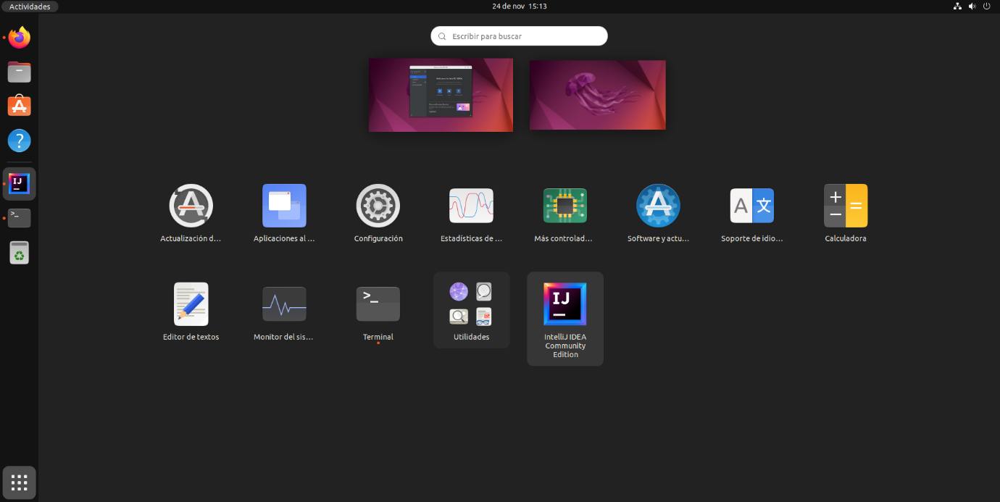 Actividades
24 de nov 15:13
Escribir para buscar
Actualización d...
Aplicaciones al ...
Configuración
Estadísticas de ...
Más controlad...
Software y actu...
Soporte de idio...
Calculadora
Editor de textos
Monitor del sis...
Terminal
Utilidades
IntelliJ IDEA
Community
Edition